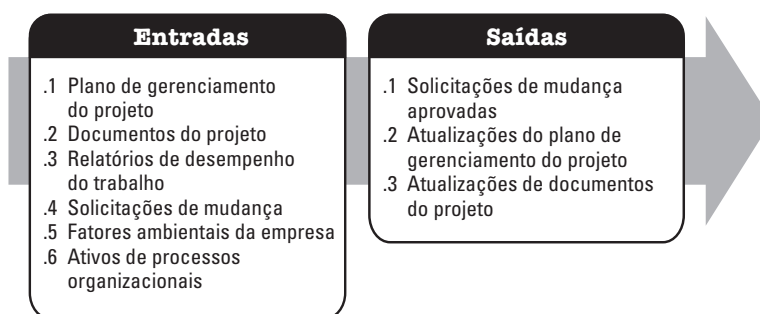 Entradas
.1 Plano de gerenciamento
do projeto
.2 Documentos do projeto
.3 Relatórios de desempenho
do trabalho
.4 Solicitações de mudança
.5 Fatores ambientais da empresa
.6 Ativos de processos
organizacionais
Saídas
.1 Solicitações de mudança
aprovadas
.2 Atualizações do plano de
gerenciamento do projeto
.3 Atualizações de documentos
do projeto